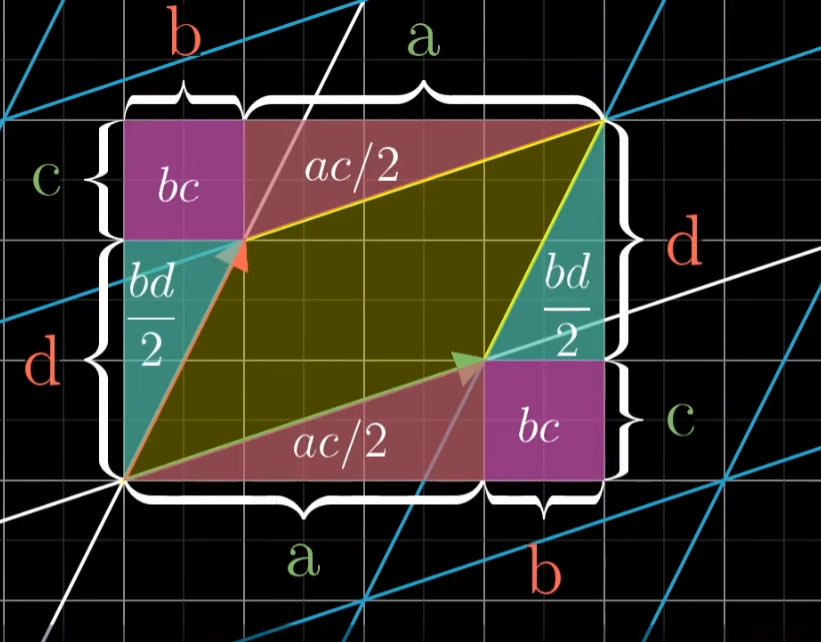 b a
c bc ac/2
bd/2 bd/2 d
d
ac/2 bc c
a b